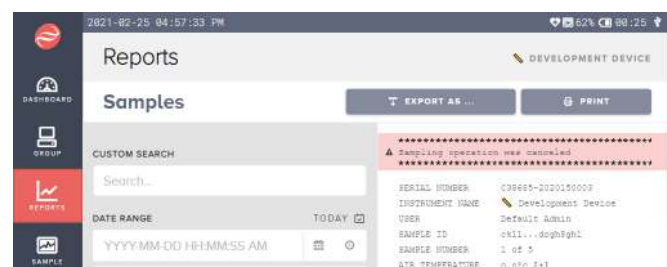 2021-02-25 04:57:33 PM
62% 00:25
Reports
DEVELOPMENT DEVICE
DASHBOARD
Samples
EXPORT AS ...
PRINT
GROUP
CUSTOM SEARCH
Search...
REPORTS
DATE RANGE
TODAY
YYYY-MM-DD HH:MM:SS AM
SAMPLE
Sampling operation was canceled
SERIAL NUMBER
INSTRUMENT NAME Development Device
USER Default Admin
SAMPLE ID
SAMPLE NUMBER 1 of 5
AIR TEMPERATURE